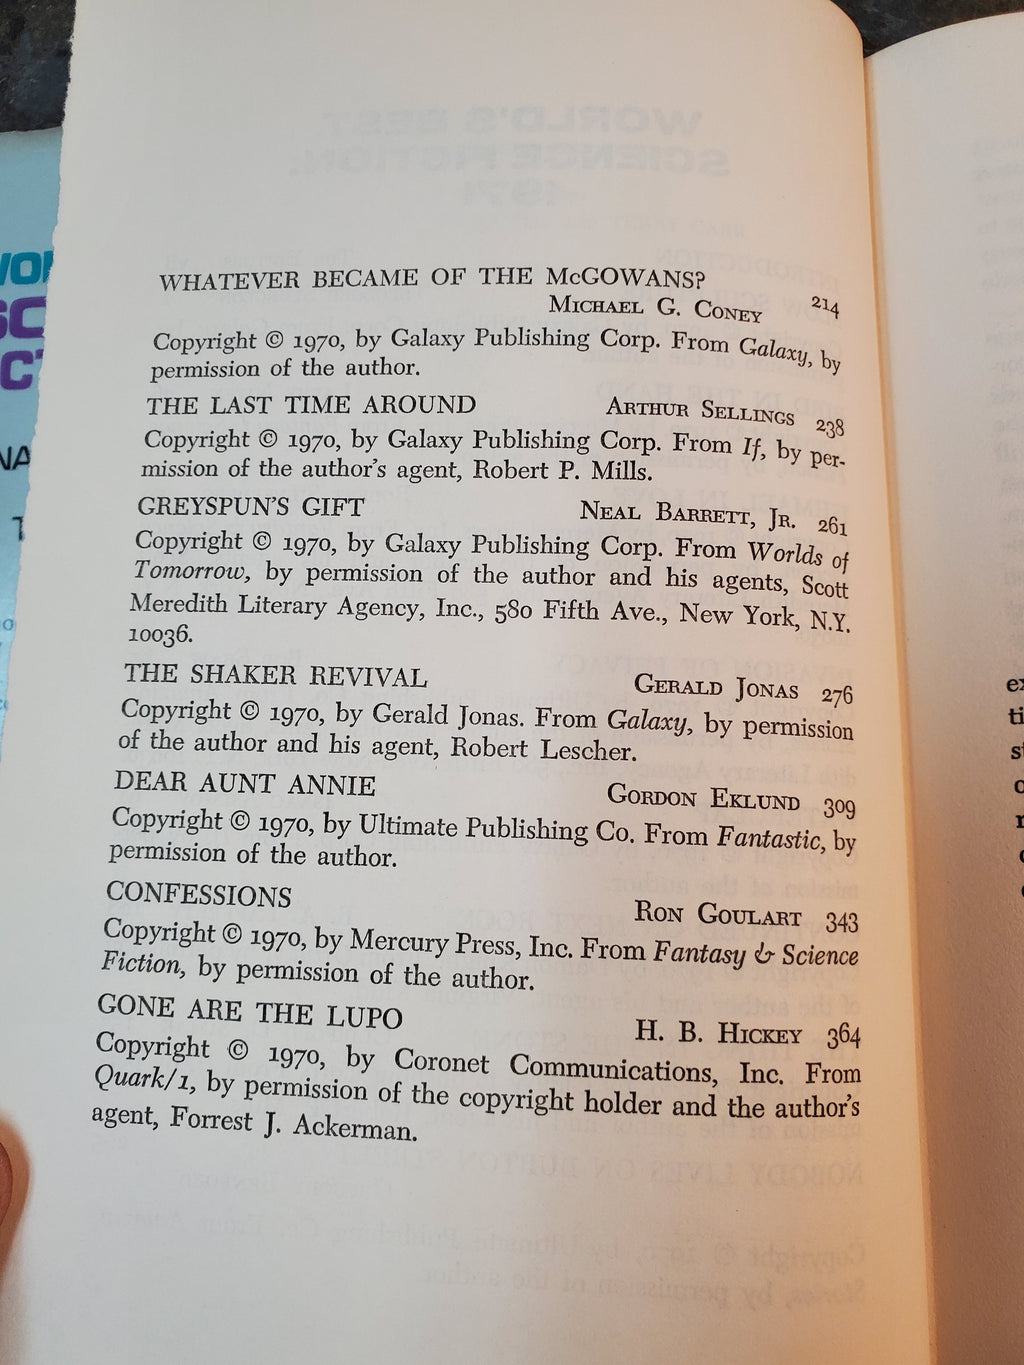 WHATEVER BECAME OF THE McGOWANS?
MICHAEL G. CONEY 214
Copyright © 1970, by Galaxy Publishing Corp. From Galaxy, by
permission of the author.
THE LAST TIME AROUND ARTHUR SELLINGS 238
Copyright © 1970, by Galaxy Publishing Corp. From If, by per-
mission of the author's agent, Robert P. Mills.
GREYSPUN'S GIFT NEAL BARRETT, JR. 261
Copyright © 1970, by Galaxy Publishing Corp. From Worlds of
Tomorrow, by permission of the author and his agents, Scott
Meredith Literary Agency, Inc., 580 Fifth Ave., New York, N.Y.
10036.
THE SHAKER REVIVAL GERALD JONAS 276
Copyright © 1970, by Gerald Jonas. From Galaxy, by permission
of the author and his agent, Robert Lescher.
DEAR AUNT ANNIE GORDON EKLUND 309
Copyright © 1970, by Ultimate Publishing Co. From Fantastic, by
permission of the author.
CONFESSIONS RON GOULART 343
Copyright © 1970, by Mercury Press, Inc. From Fantasy & Science
Fiction, by permission of the author.
GONE ARE THE LUPO H. B. HICKEY 364
Copyright © 1970, by Coronet Communications, Inc. From
Quark/1, by permission of the copyright holder and the author's
agent, Forrest J. Ackerman.